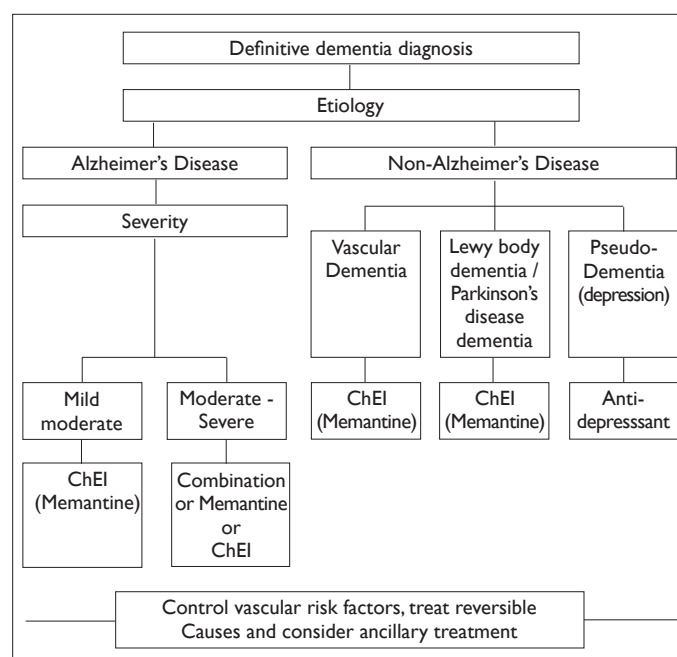 Definitive dementia diagnosis
Etiology
Alzheimer's Disease
Non-Alzheimer's Disease
Severity
Vascular
Dementia
Lewy body
dementia /
Parkinson's
disease
dementia
Pseudo-
Dementia
(depression)
Mild
moderate
Moderate -
Severe
ChEI
(Memantine)
ChEI
(Memantine)
Anti-
depresssant
ChEI
(Memantine)
Combination
or Memantine
or
ChEI
Control vascular risk factors, treat reversible
Causes and consider ancillary treatment